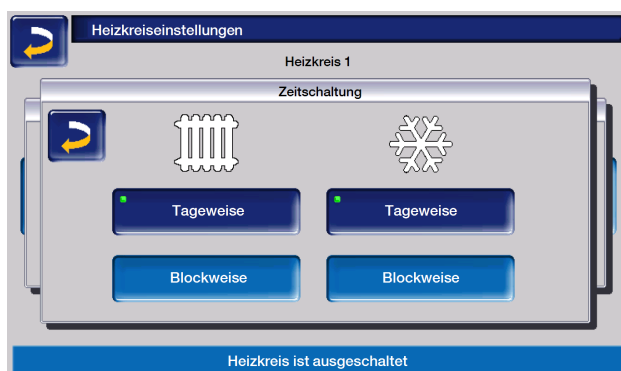 Heizkreiseinstellungen
Heizkreis 1
Zeitschaltung
Tageweise Tageweise
Blockweise Blockweise
Heizkreis ist ausgeschaltet